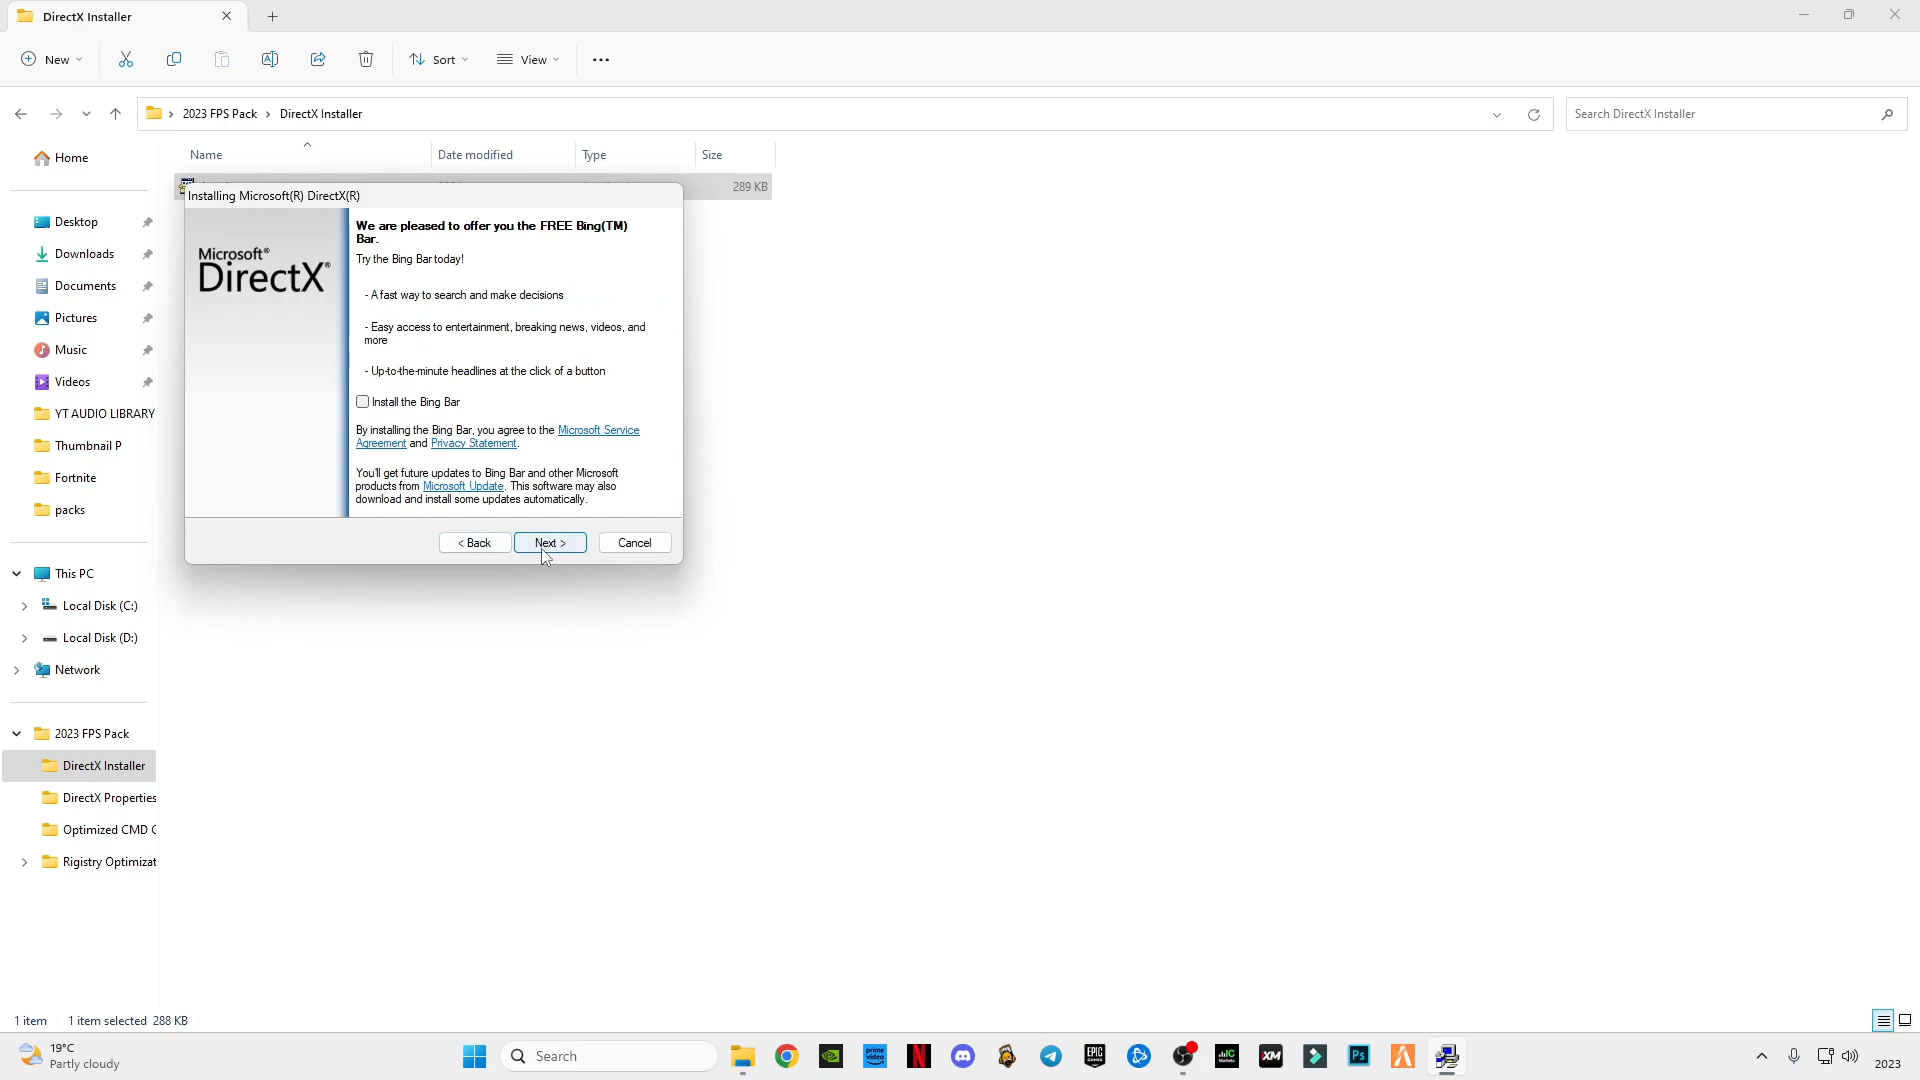 DirectX Installer
New
Sort
View
2023 FPS Pack
DirectX Installer
Search DirectX Installer
Home
Name
Date modified
Type
Size
289 KB
Installing Microsoft(R) DirectX(R)
Microsoft®
DirectX®
We are pleased to offer you the FREE Bing(TM)
Bar.
Try the Bing Bar today!
- A fast way to search and make decisions
- Easy access to entertainment, breaking news, videos, and
more
- Up-to-the-minute headlines at the click of a button
Install the Bing Bar
By installing the Bing Bar, you agree to the Microsoft Service
Agreement and Privacy Statement.
You'll get future updates to Bing Bar and other Microsoft
products from Microsoft Update. This software may also
download and install some updates automatically.
< Back
Next >
Cancel
Desktop
Downloads
Documents
Pictures
Music
Videos
YT AUDIO LIBRARY
Thumbnail P
Fortnite
packs
This PC
Local Disk (C:)
Local Disk (D:)
Network
2023 FPS Pack
DirectX Installer
DirectX Properties
Optimized CMD C
Rigistry Optimizat
1 item
1 item selected 288 KB
19°C
Partly cloudy
Search
prime video
EPIC GAMES
IC Markets
XM
Ps
2023